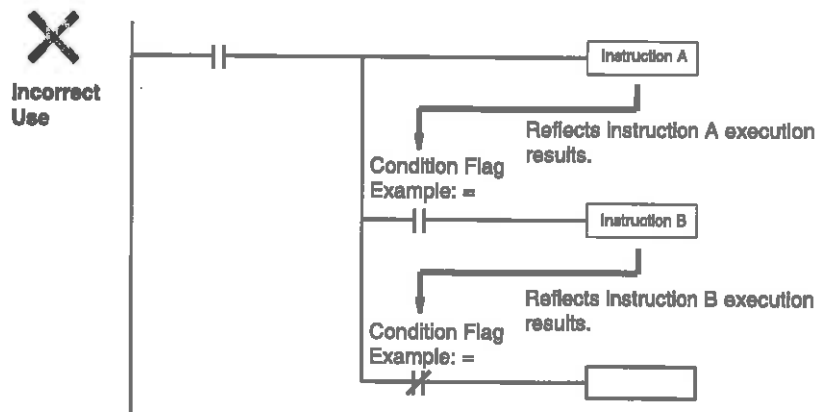 Instruction A
Incorrect
Use
Reflects Instruction A execution
results.
Condition Flag
Example: =
Instruction B
Reflects Instruction B execution
results.
Condition Flag
Example: =